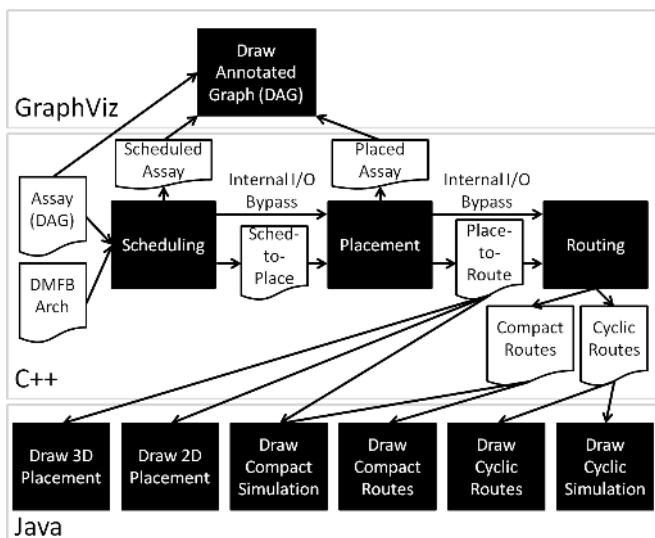 Draw
Annotated
Graph (DAG)
GraphViz
Scheduled
Assay
Placed
Assay
Assay
(DAG)
Internal I/O
Bypass
Internal I/O
Bypass
Scheduling
Sched-
to-
Place
Placement
Place-
to-
Route
Routing
DMFB
Arch
Compact
Routes
Cyclic
Routes
C++
Draw 3D
Placement
Draw 2D
Placement
Draw
Compact
Simulation
Draw
Compact
Routes
Draw
Cyclic
Routes
Draw
Cyclic
Simulation
Java